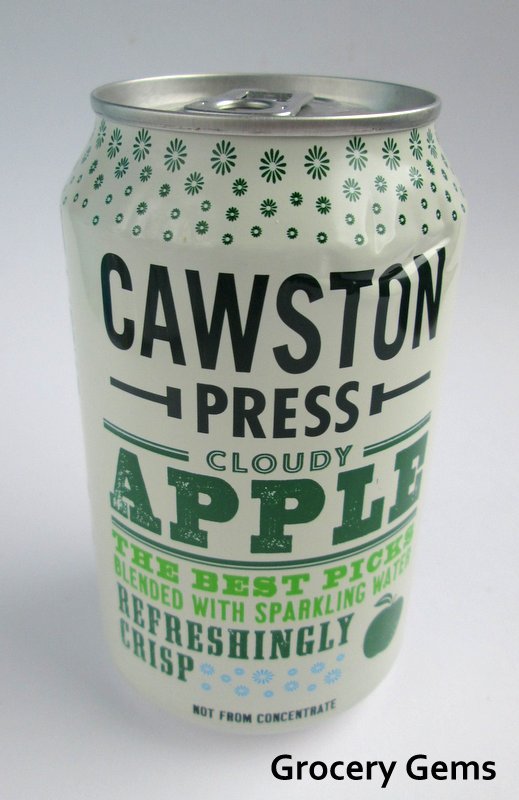 CAWSTON
PRESS
CLOUDY
APPLE
THE BEST PICKS
BLENDED WITH SPARKLING WATER
REFRESHINGLY
CRISP
NOT FROM CONCENTRATE
Grocery Gems